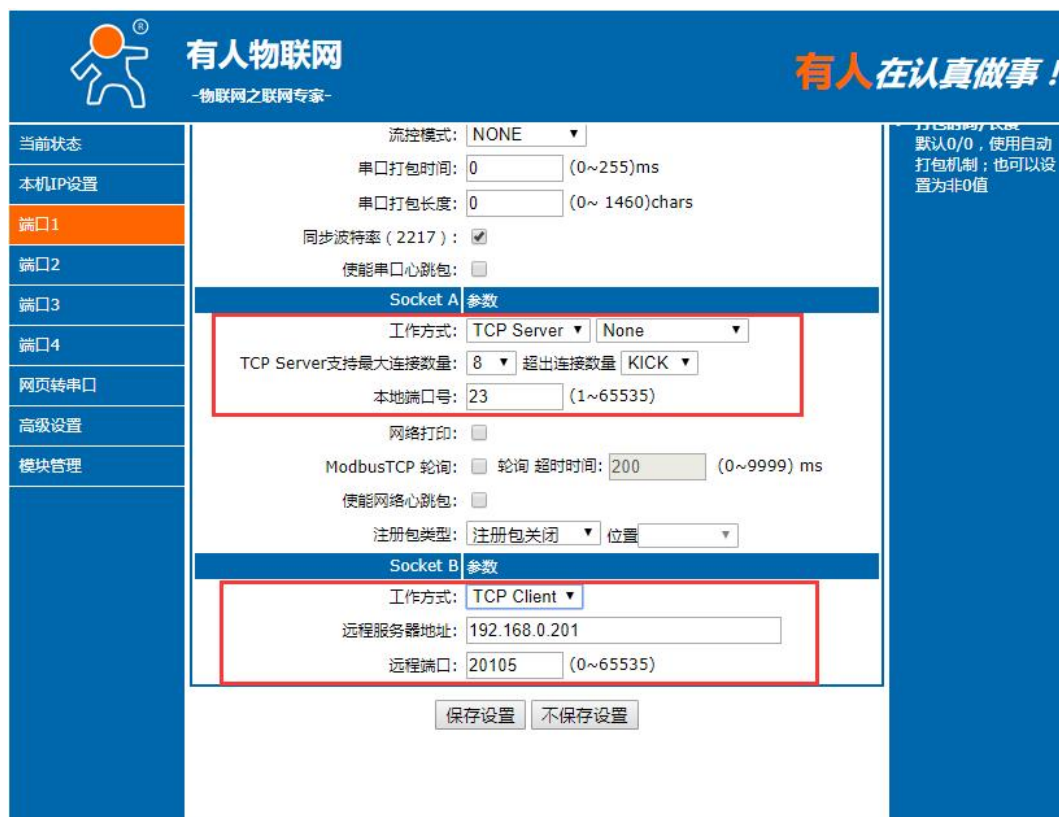 ®
有人物联网
-物联网之联网专家-
有人在认真做事！
当前状态
本机IP设置
端口1
端口2
端口3
端口4
网页转串口
高级设置
模块管理
流控模式: NONE
串口打包时间: 0 (0~255)ms
串口打包长度: 0 (0~ 1460)chars
同步波特率 ( 2217 ) :
使能串口心跳包:
Socket A 参数
工作方式: TCP Server None
TCP Server支持最大连接数量: 8 超出连接数量 KICK
本地端口号: 23 (1~65535)
网络打印:
ModbusTCP 轮询: 轮询 超时时间: 200 (0~9999) ms
使能网络心跳包:
注册包类型: 注册包关闭 位置
Socket B 参数
工作方式: TCP Client
远程服务器地址: 192.168.0.201
远程端口: 20105 (0~65535)
保存设置 不保存设置
打包时间/长度
默认0/0，使用自动
打包机制；也可以设
置为非0值